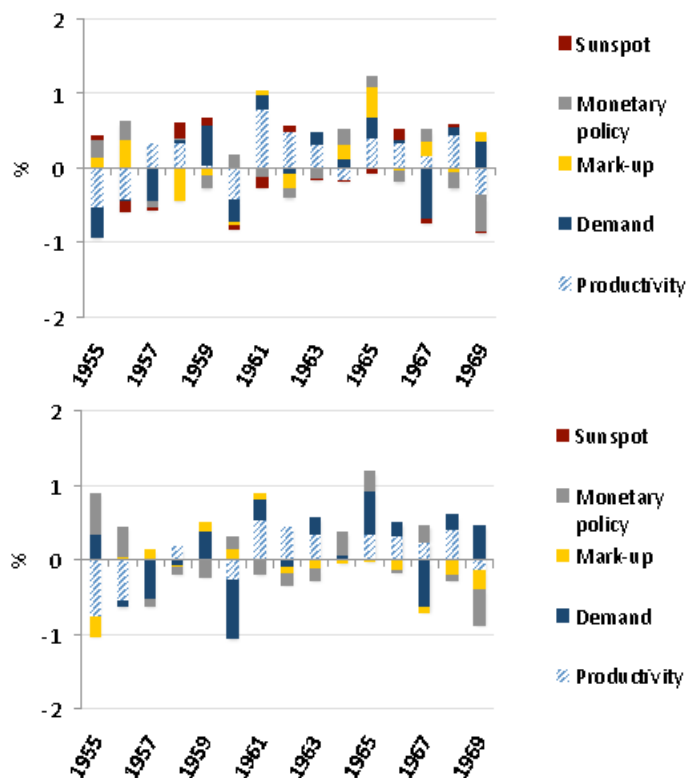 2
1
0
-1
-2
%
1955
1957
1959
1961
1963
1965
1967
1969
Sunspot
Monetary
policy
Mark-up
Demand
Productivity
2
1
0
-1
-2
%
1955
1957
1959
1961
1963
1965
1967
1969
Sunspot
Monetary
policy
Mark-up
Demand
Productivity